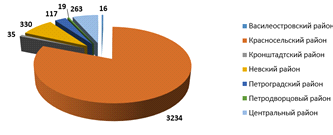 19
263
16
117
330
35
3234
Василеостровский район
Красносельский район
Кронштадтский район
Невский район
Петроградский район
Петродворцовый район
Центральный район